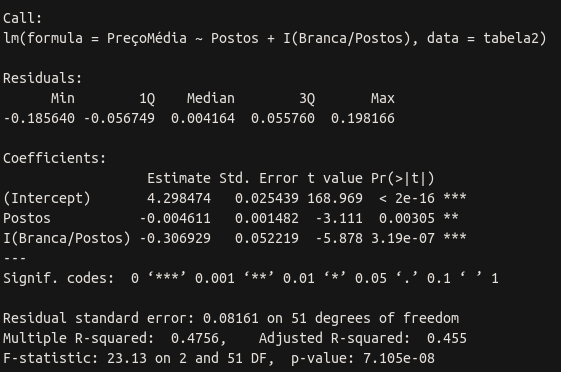 Call:
lm(formula = PreçoMédia ~ Postos + I(Branca/Postos), data = tabela2)
Residuals:
      Min        1Q    Median        3Q       Max
-0.185640 -0.056749  0.004164  0.055760  0.198166
Coefficients:
                  Estimate Std. Error t value Pr(>|t|)
(Intercept)       4.298474   0.025439 168.969  < 2e-16 ***
Postos           -0.004611   0.001482  -3.111  0.00305 **
I(Branca/Postos) -0.306929   0.052219  -5.878 3.19e-07 ***
---
Signif. codes:  0 ‘***’ 0.001 ‘**’ 0.01 ‘*’ 0.05 ‘.’ 0.1 ‘ ’ 1
Residual standard error: 0.08161 on 51 degrees of freedom
Multiple R-squared:  0.4756,    Adjusted R-squared:  0.455
F-statistic: 23.13 on 2 and 51 DF,  p-value: 7.105e-08